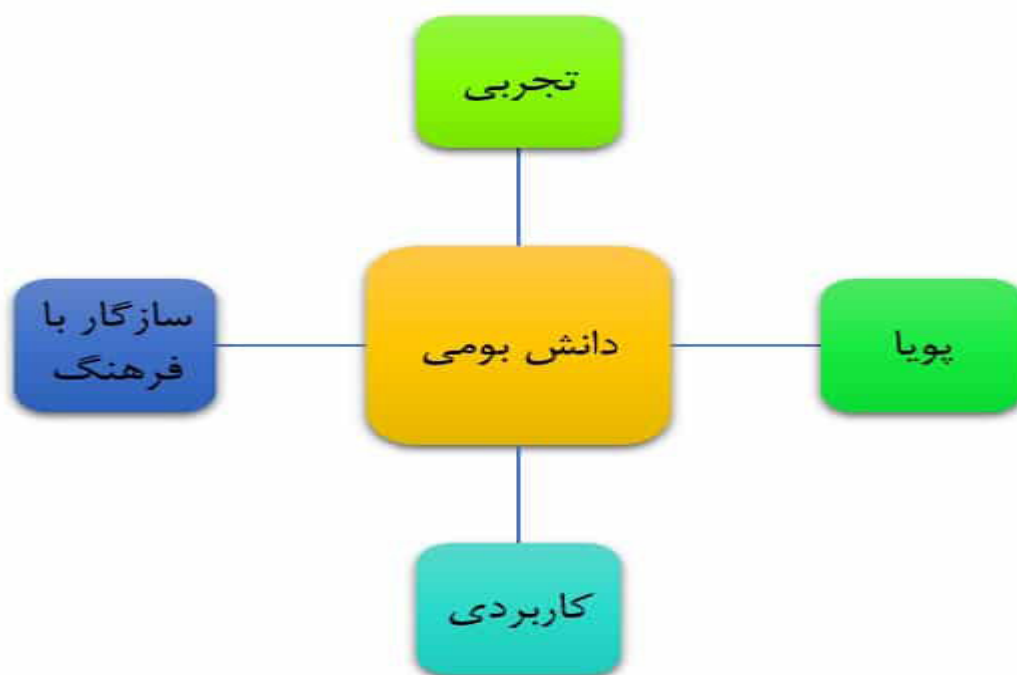 تجربی
پویا
دانش بومی
سازگار با
فرهنگ
کاربردی